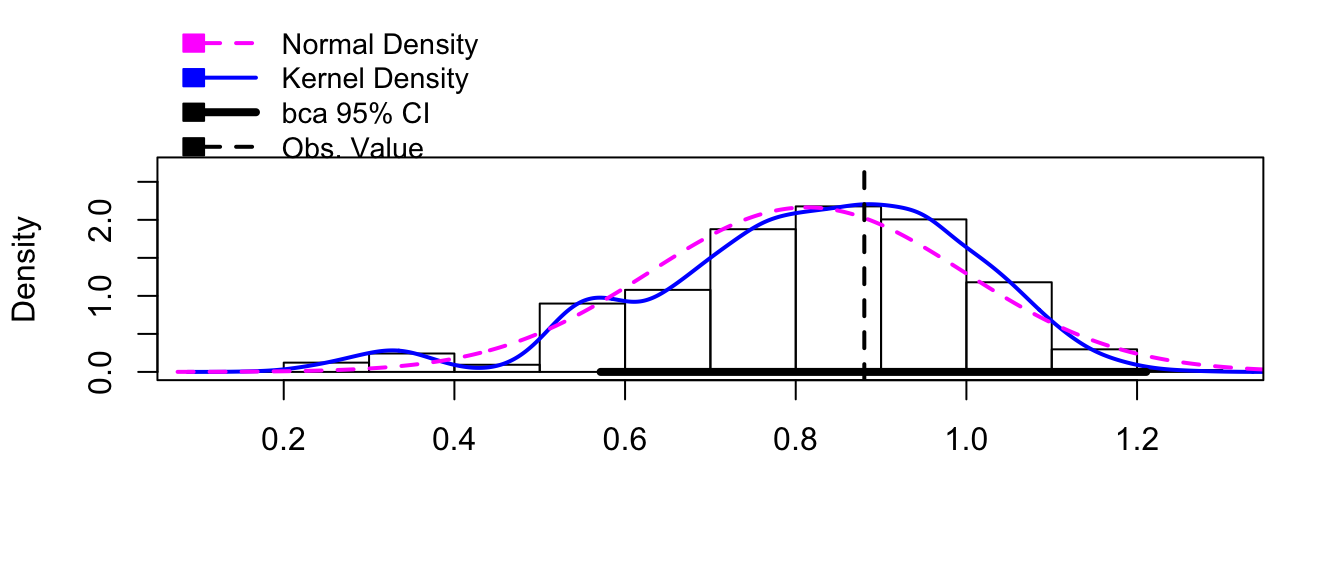 Normal Density
Kernel Density
bca 95% CI
Obs. Value
Density
2.0
1.0
0.0
0.2 0.4 0.6 0.8 1.0 1.2